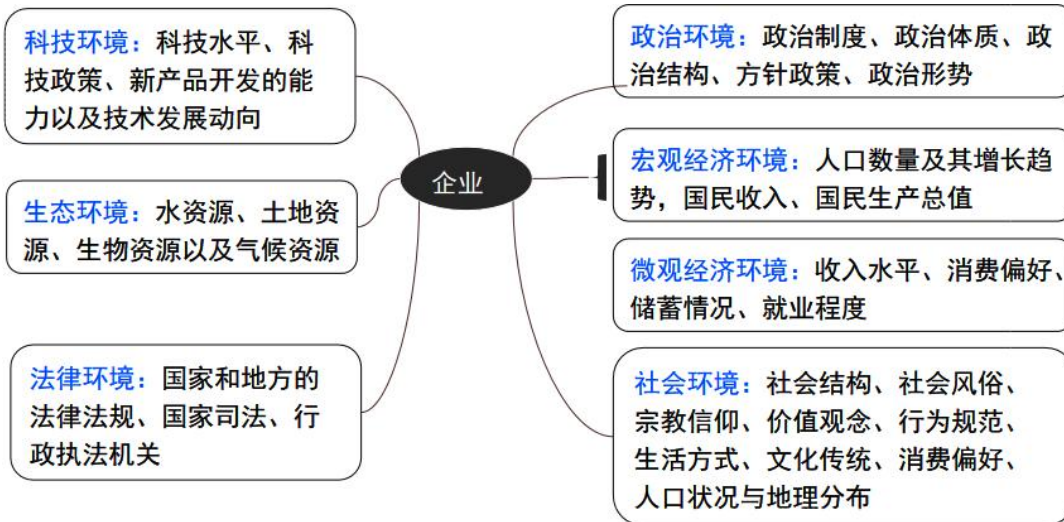 科技环境：科技水平、科
技政策、新产品开发的能
力以及技术发展动向
生态环境：水资源、土地资
源、生物资源以及气候资源
法律环境：国家和地方的
法律法规、国家司法、行
政执法机关
企业
政治环境：政治制度、政治体质、政
治结构、方针政策、政治形势
宏观经济环境：人口数量及其增长趋
势，国民收入、国民生产总值
微观经济环境：收入水平、消费偏好、
储蓄情况、就业程度
社会环境：社会结构、社会风俗、
宗教信仰、价值观念、行为规范、
生活方式、文化传统、消费偏好、
人口状况与地理分布